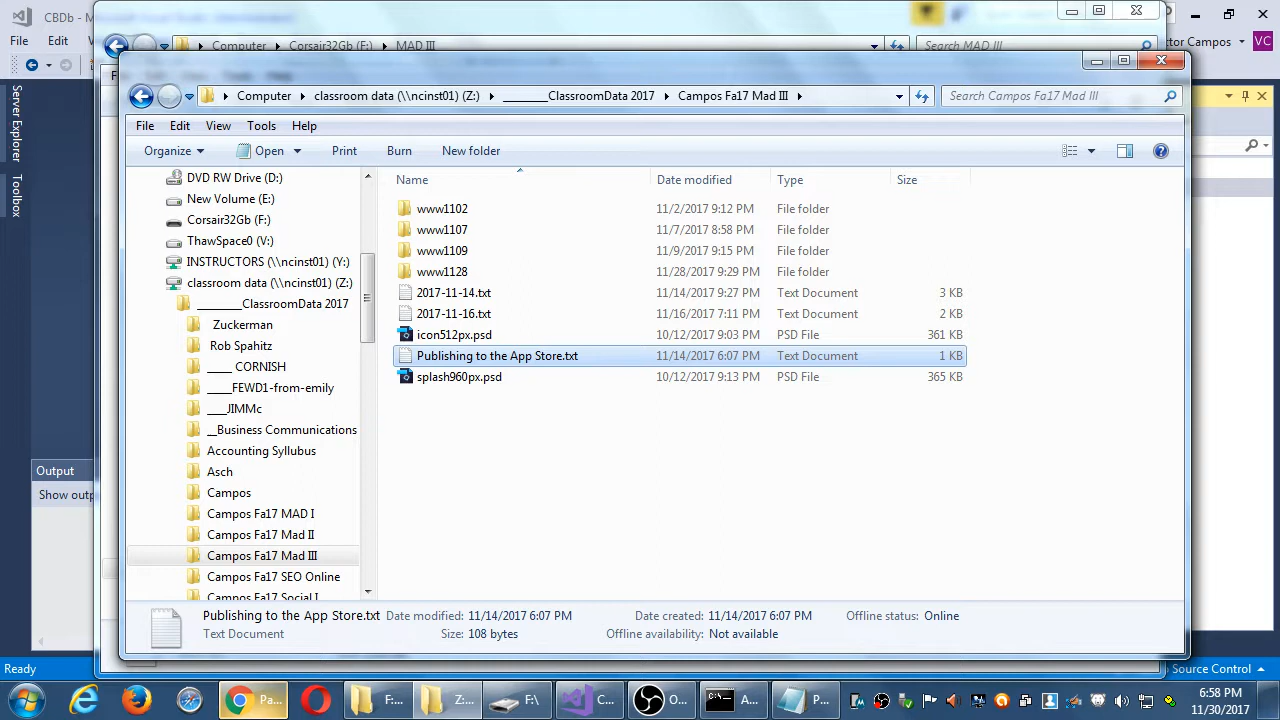 CBDb
File Edit
Computer Corsair32Gb (F:) MAD III Search MAD III
ctor Campos VC
Server Explorer
Toolbox
Computer classroom data (\\ncinst01) (Z:) _______ClassroomData 2017 Campos Fa17 Mad III Search Campos Fa17 Mad III
File Edit View Tools Help
Organize Open Print Burn New folder
Name Date modified Type Size
DVD RW Drive (D:)
New Volume (E:)
Corsair32Gb (F:)
ThawSpace0 (V:)
INSTRUCTORS (\\ncinst01) (Y:)
classroom data (\\ncinst01) (Z:)
_______ClassroomData 2017
Zuckerman
Rob Spahitz
____ CORNISH
____FEWD1-from-emily
____JIMMc
__Business Communications
Accounting Syllubus
Asch
Campos
Campos Fa17 MAD I
Campos Fa17 Mad II
Campos Fa17 Mad III
Campos Fa17 SEO Online
Campos Fa17 Social I
www1102 11/2/2017 9:12 PM File folder
www1107 11/7/2017 8:58 PM File folder
www1109 11/9/2017 9:15 PM File folder
www1128 11/28/2017 9:29 PM File folder
2017-11-14.txt 11/14/2017 9:27 PM Text Document 3 KB
2017-11-16.txt 11/16/2017 7:11 PM Text Document 2 KB
icon512px.psd 10/12/2017 9:03 PM PSD File 361 KB
Publishing to the App Store.txt 11/14/2017 6:07 PM Text Document 1 KB
splash960px.psd 10/12/2017 9:13 PM PSD File 365 KB
Output
Show outp
Publishing to the App Store.txt Date modified: 11/14/2017 6:07 PM Date created: 11/14/2017 6:07 PM Offline status: Online
Text Document Size: 108 bytes Offline availability: Not available
Ready Source Control
Pa... F:... Z:... F:\ C... O... A... P...
6:58 PM
11/30/2017